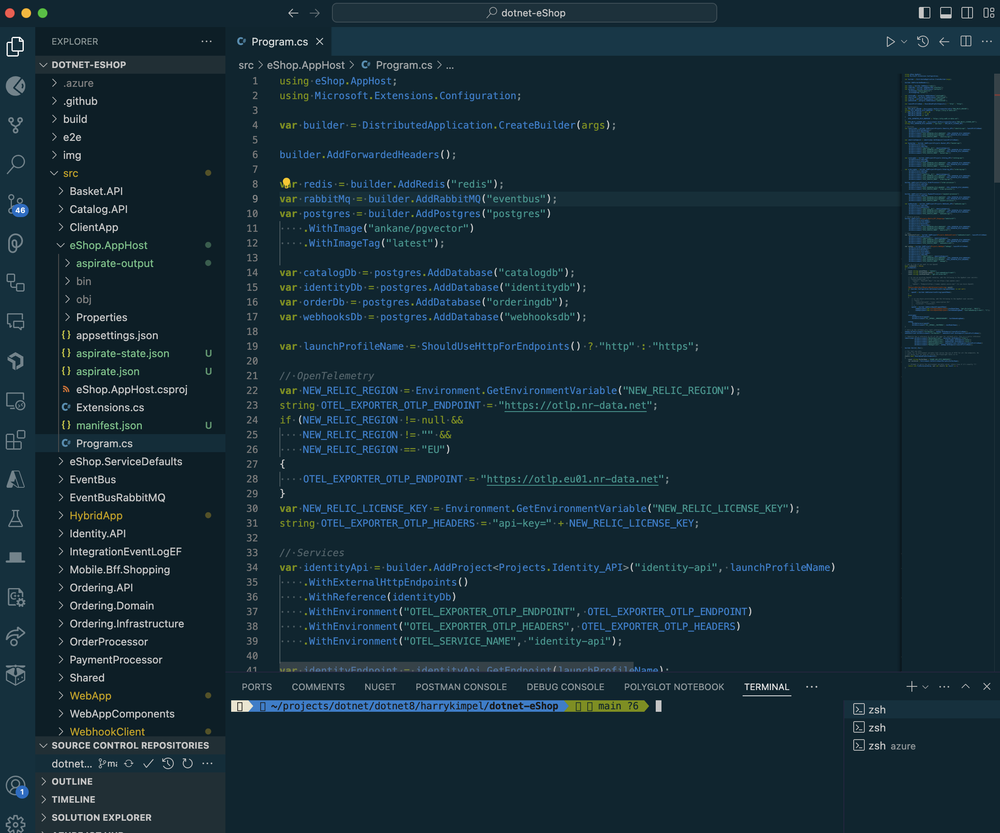 dotnet-eShop
EXPLORER
DOTNET-ESHOP
.azure
.github
build
e2e
img
src
Basket.API
Catalog.API
ClientApp
eShop.AppHost
aspirate-output
bin
obj
Properties
{} appsettings.json
{} aspirate-state.json U
{} aspirate.json U
eShop.AppHost.csproj
C# Extensions.cs
{} manifest.json U
C# Program.cs
eShop.ServiceDefaults
EventBus
EventBusRabbitMQ
HybridApp
Identity.API
IntegrationEventLogEF
Mobile.Bff.Shopping
Ordering.API
Ordering.Domain
Ordering.Infrastructure
OrderProcessor
PaymentProcessor
Shared
WebApp
WebAppComponents
WebhookClient
SOURCE CONTROL REPOSITORIES
dotnet...
OUTLINE
TIMELINE
SOLUTION EXPLORER
46
1
C# Program.cs
src > eShop.AppHost > C# Program.cs > ...
1 using eShop.AppHost;
2 using Microsoft.Extensions.Configuration;
3
4 var builder = DistributedApplication.CreateBuilder(args);
5
6 builder.AddForwardedHeaders();
7
8 var redis = builder.AddRedis("redis");
9 var rabbitMq = builder.AddRabbitMQ("eventbus");
10 var postgres = builder.AddPostgres("postgres")
11     .WithImage("ankane/pgvector")
12     .WithImageTag("latest");
13
14 var catalogDb = postgres.AddDatabase("catalogdb");
15 var identityDb = postgres.AddDatabase("identitydb");
16 var orderDb = postgres.AddDatabase("orderingdb");
17 var webhooksDb = postgres.AddDatabase("webhooksdb");
18
19 var launchProfileName = ShouldUseHttpForEndpoints() ? "http" : "https";
20
21 // OpenTelemetry
22 var NEW_RELIC_REGION = Environment.GetEnvironmentVariable("NEW_RELIC_REGION");
23 string OTEL_EXPORTER_OTLP_ENDPOINT = "https://otlp.nr-data.net";
24 if (NEW_RELIC_REGION != null &&
25     NEW_RELIC_REGION != "" &&
26     NEW_RELIC_REGION == "EU")
27 {
28     OTEL_EXPORTER_OTLP_ENDPOINT = "https://otlp.eu01.nr-data.net";
29 }
30 var NEW_RELIC_LICENSE_KEY = Environment.GetEnvironmentVariable("NEW_RELIC_LICENSE_KEY");
31 string OTEL_EXPORTER_OTLP_HEADERS = "api-key=" + NEW_RELIC_LICENSE_KEY;
32
33 // Services
34 var identityApi = builder.AddProject<Projects.Identity_API>("identity-api", launchProfileName)
35     .WithExternalHttpEndpoints()
36     .WithReference(identityDb)
37     .WithEnvironment("OTEL_EXPORTER_OTLP_ENDPOINT", OTEL_EXPORTER_OTLP_ENDPOINT)
38     .WithEnvironment("OTEL_EXPORTER_OTLP_HEADERS", OTEL_EXPORTER_OTLP_HEADERS)
39     .WithEnvironment("OTEL_SERVICE_NAME", "identity-api");
40
41 var identityEndpoint = identityApi.GetEndpoint(launchProfileName);
PORTS COMMENTS NUGET POSTMAN CONSOLE DEBUG CONSOLE POLYGLOT NOTEBOOK TERMINAL
~/projects/dotnet/dotnet8/harrykimpel/dotnet-eShop main ?6
zsh
zsh
zsh azure